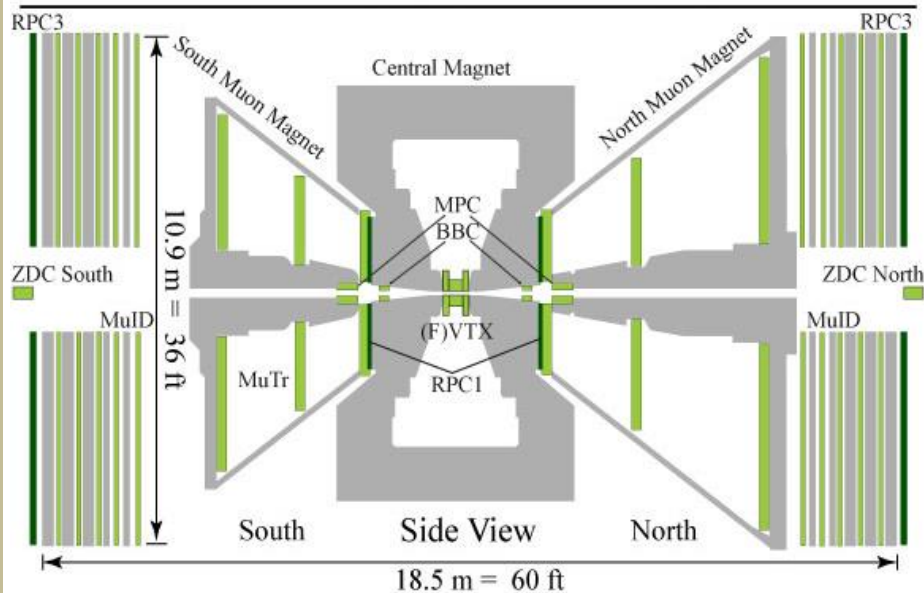 RPC3
RPC3
South Muon Magnet
Central Magnet
North Muon Magnet
MPC
BBC
10.9 m = 36 ft
ZDC South
ZDC North
MuID
(F)VTX
MuID
MuTr
RPC1
South
Side View
North
18.5 m = 60 ft